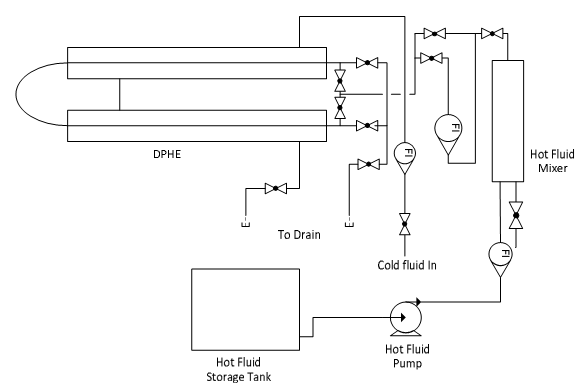 FI
DPHE
Hot Fluid
Mixer
FI
To Drain
Cold fluid In
FI
Hot Fluid
Storage Tank
Hot Fluid
Pump